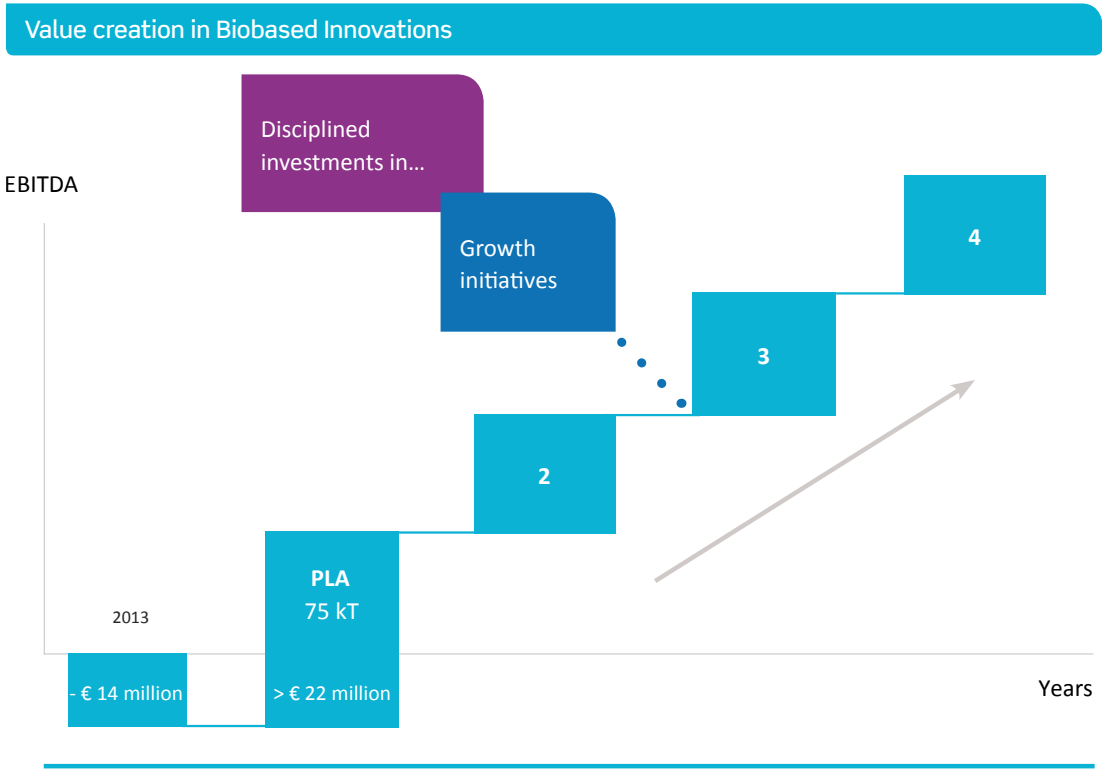 Value creation in Biobased Innovations
Disciplined
investments in…
EBITDA
Growth
initiatives
4
3
2
PLA
75 kT
2013
- € 14 million
> € 22 million
Years